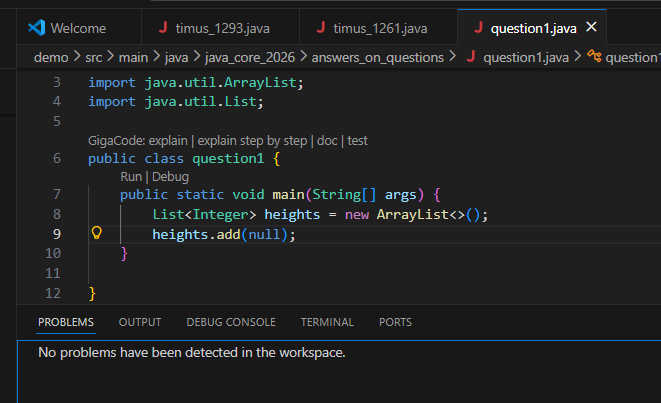 Welcome timus_1293.java timus_1261.java question1.java
demo > src > main > java > java_core_2026 > answers_on_questions > question1.java > question1
3 import java.util.ArrayList;
4 import java.util.List;
5
GigaCode: explain | explain step by step | doc | test
6 public class question1 {
Run | Debug
7 public static void main(String[] args) {
8 List<Integer> heights = new ArrayList<>();
9 heights.add(null);
10 }
11
12 }
PROBLEMS OUTPUT DEBUG CONSOLE TERMINAL PORTS
No problems have been detected in the workspace.